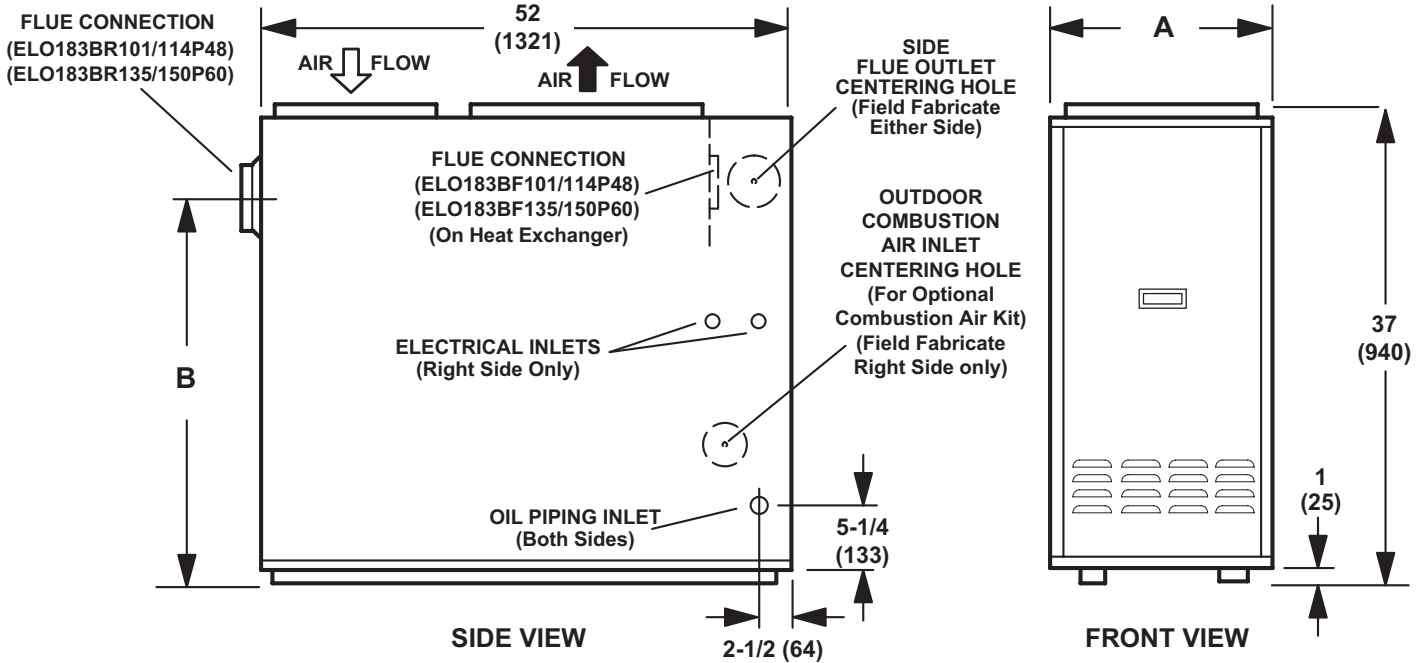 FLUE CONNECTION
(ELO183BR101/114P48)
(ELO183BR135/150P60)
52
(1321)
AIR FLOW
AIR FLOW
SIDE
FLUE OUTLET
CENTERING HOLE
(Field Fabricate
Either Side)
A
FLUE CONNECTION
(ELO183BF101/114P48)
(ELO183BF135/150P60)
(On Heat Exchanger)
OUTDOOR
COMBUSTION
AIR INLET
CENTERING HOLE
(For Optional
Combustion Air Kit)
(Field Fabricate
Right Side only)
ELECTRICAL INLETS
(Right Side Only)
B
37
(940)
OIL PIPING INLET
(Both Sides)
5-1/4
(133)
1
(25)
2-1/2 (64)
SIDE VIEW
FRONT VIEW